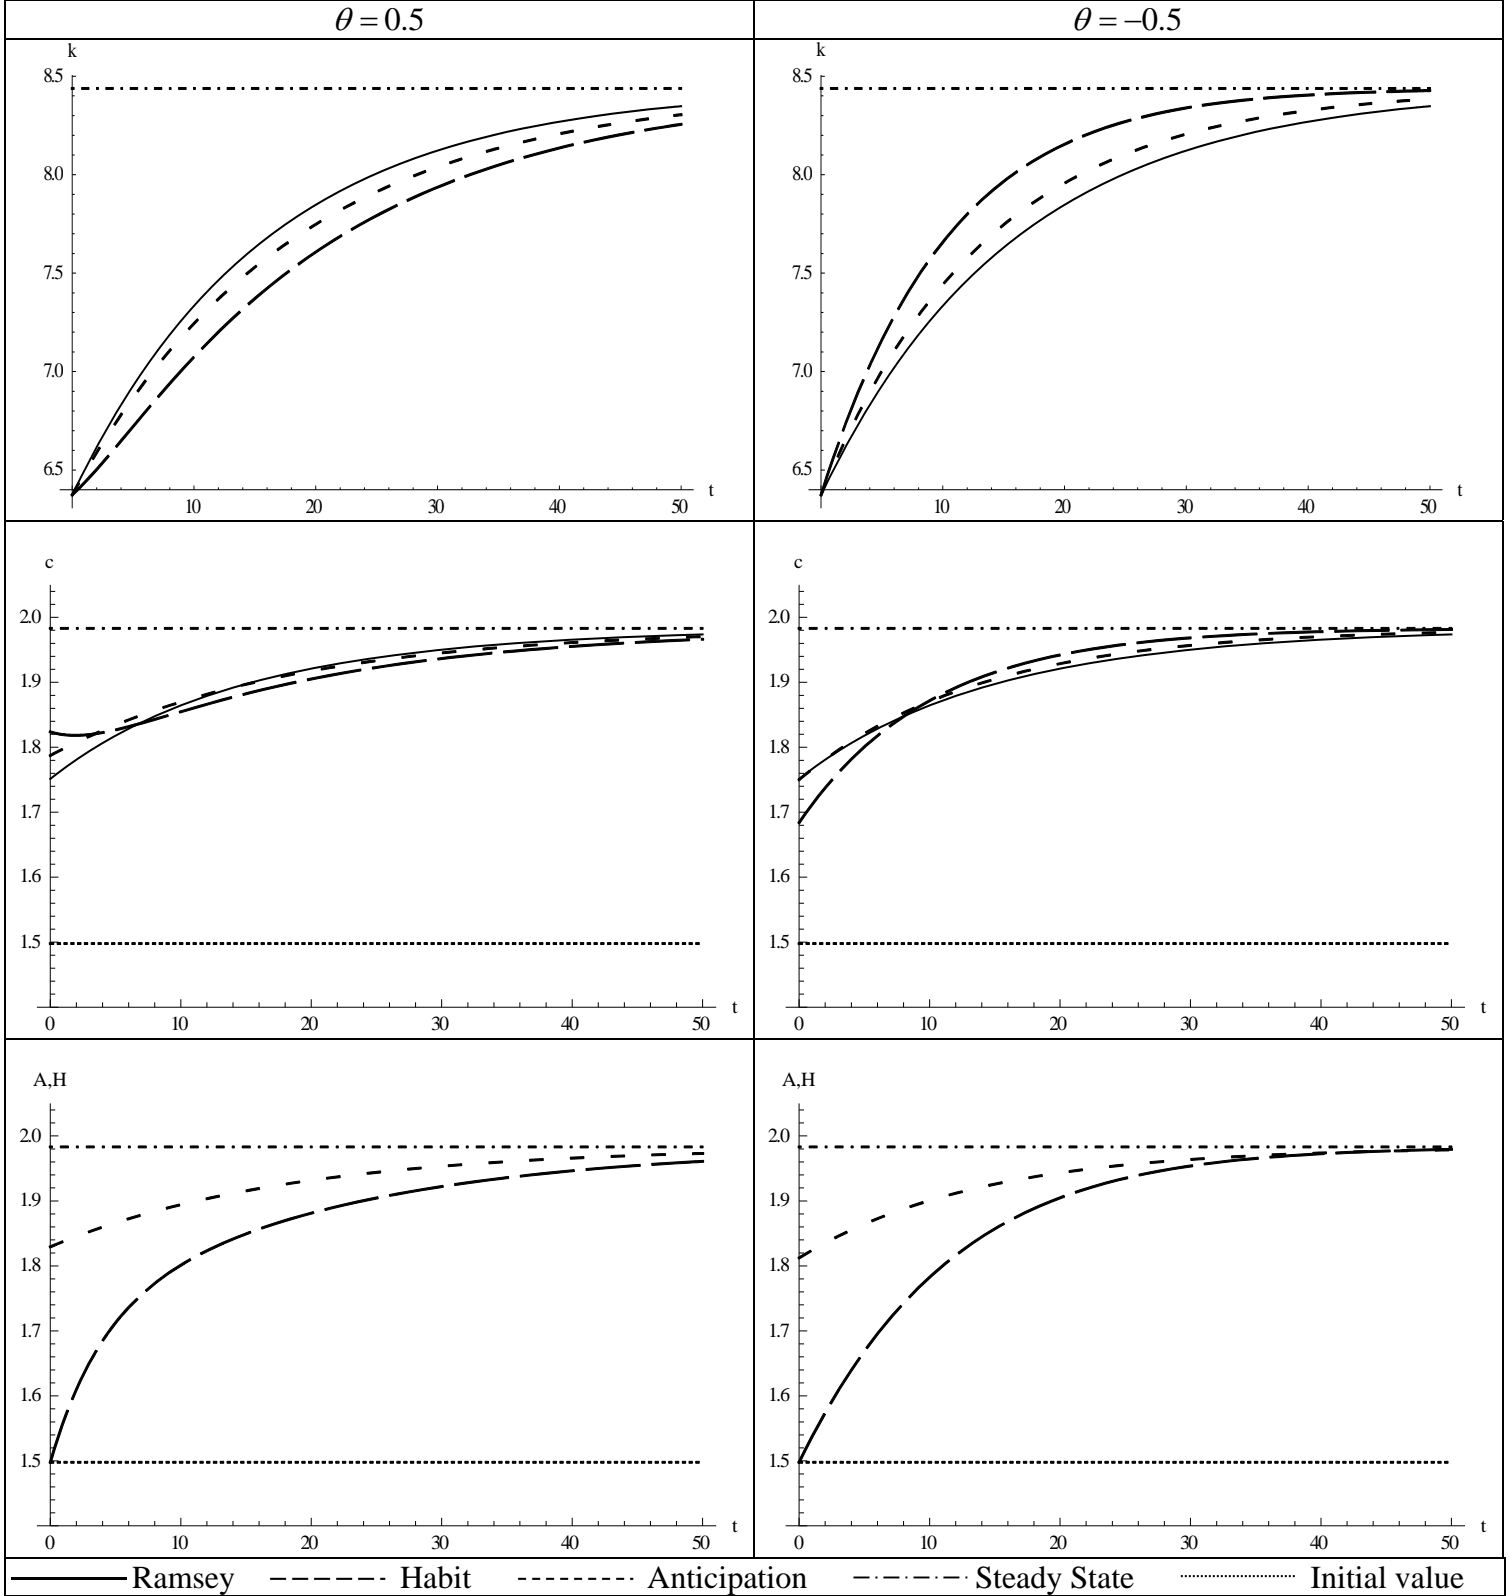 θ = 0.5
θ = –0.5
k
8.5
8.0
7.5
7.0
6.5
10 20 30 40 50 t
k
8.5
8.0
7.5
7.0
6.5
10 20 30 40 50 t
c
2.0
1.9
1.8
1.7
1.6
1.5
0 10 20 30 40 50 t
c
2.0
1.9
1.8
1.7
1.6
1.5
0 10 20 30 40 50 t
A,H
2.0
1.9
1.8
1.7
1.6
1.5
0 10 20 30 40 50 t
A,H
2.0
1.9
1.8
1.7
1.6
1.5
0 10 20 30 40 50 t
Ramsey Habit Anticipation Steady State Initial value